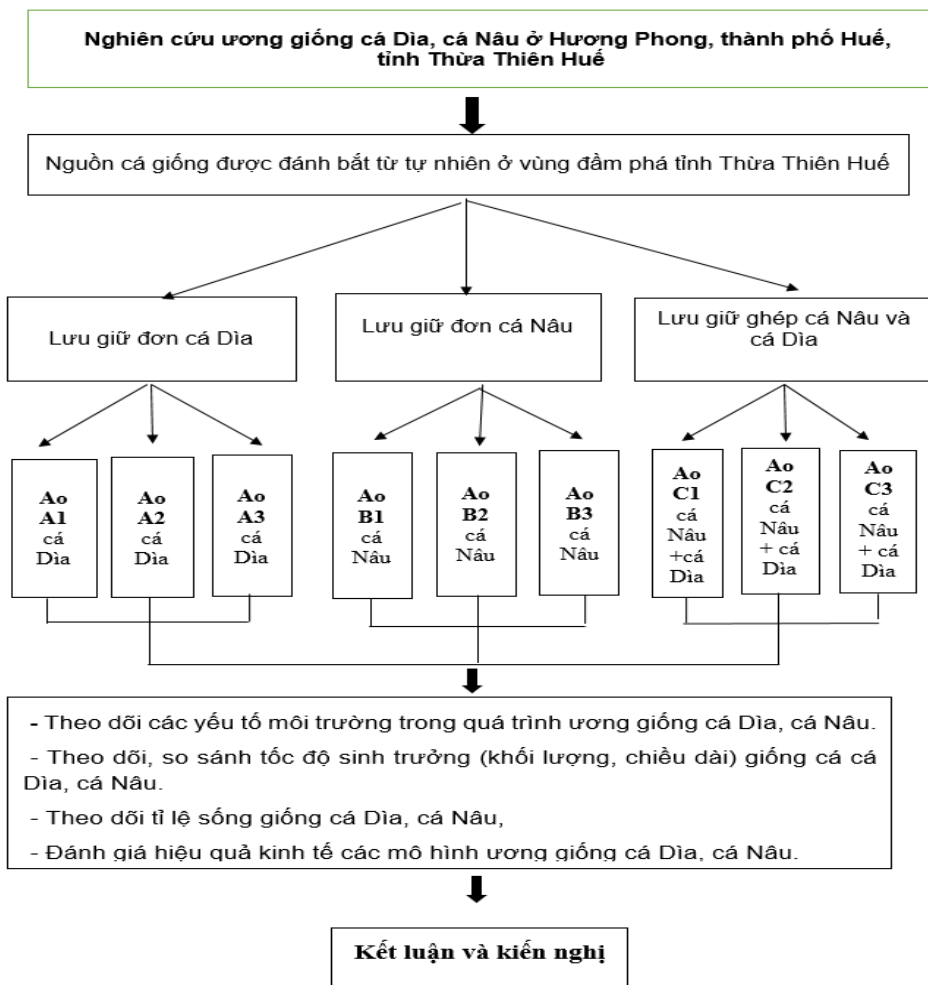 Nghiên cứu ương giống cá Dìa, cá Nâu ở Hương Phong, thành phố Huế,
tỉnh Thừa Thiên Huế
Nguồn cá giống được đánh bắt từ tự nhiên ở vùng đầm phá tỉnh Thừa Thiên Huế
Lưu giữ đơn cá Dìa
Lưu giữ đơn cá Nâu
Lưu giữ ghép cá Nâu và
cá Dìa
Ao
A1
cá
Dìa
Ao
A2
cá
Dìa
Ao
A3
cá
Dìa
Ao
B1
cá
Nâu
Ao
B2
cá
Nâu
Ao
B3
cá
Nâu
Ao
C1
cá
Nâu
+cá
Dìa
Ao
C2
cá
Nâu
+ cá
Dìa
Ao
C3
cá
Nâu
+ cá
Dìa
- Theo dõi các yếu tố môi trường trong quá trình ương giống cá Dìa, cá Nâu.
- Theo dõi, so sánh tốc độ sinh trưởng (khối lượng, chiều dài) giống cá cá
Dìa, cá Nâu.
- Theo dõi tỉ lệ sống giống cá Dìa, cá Nâu,
- Đánh giá hiệu quả kinh tế các mô hình ương giống cá Dìa, cá Nâu.
Kết luận và kiến nghị